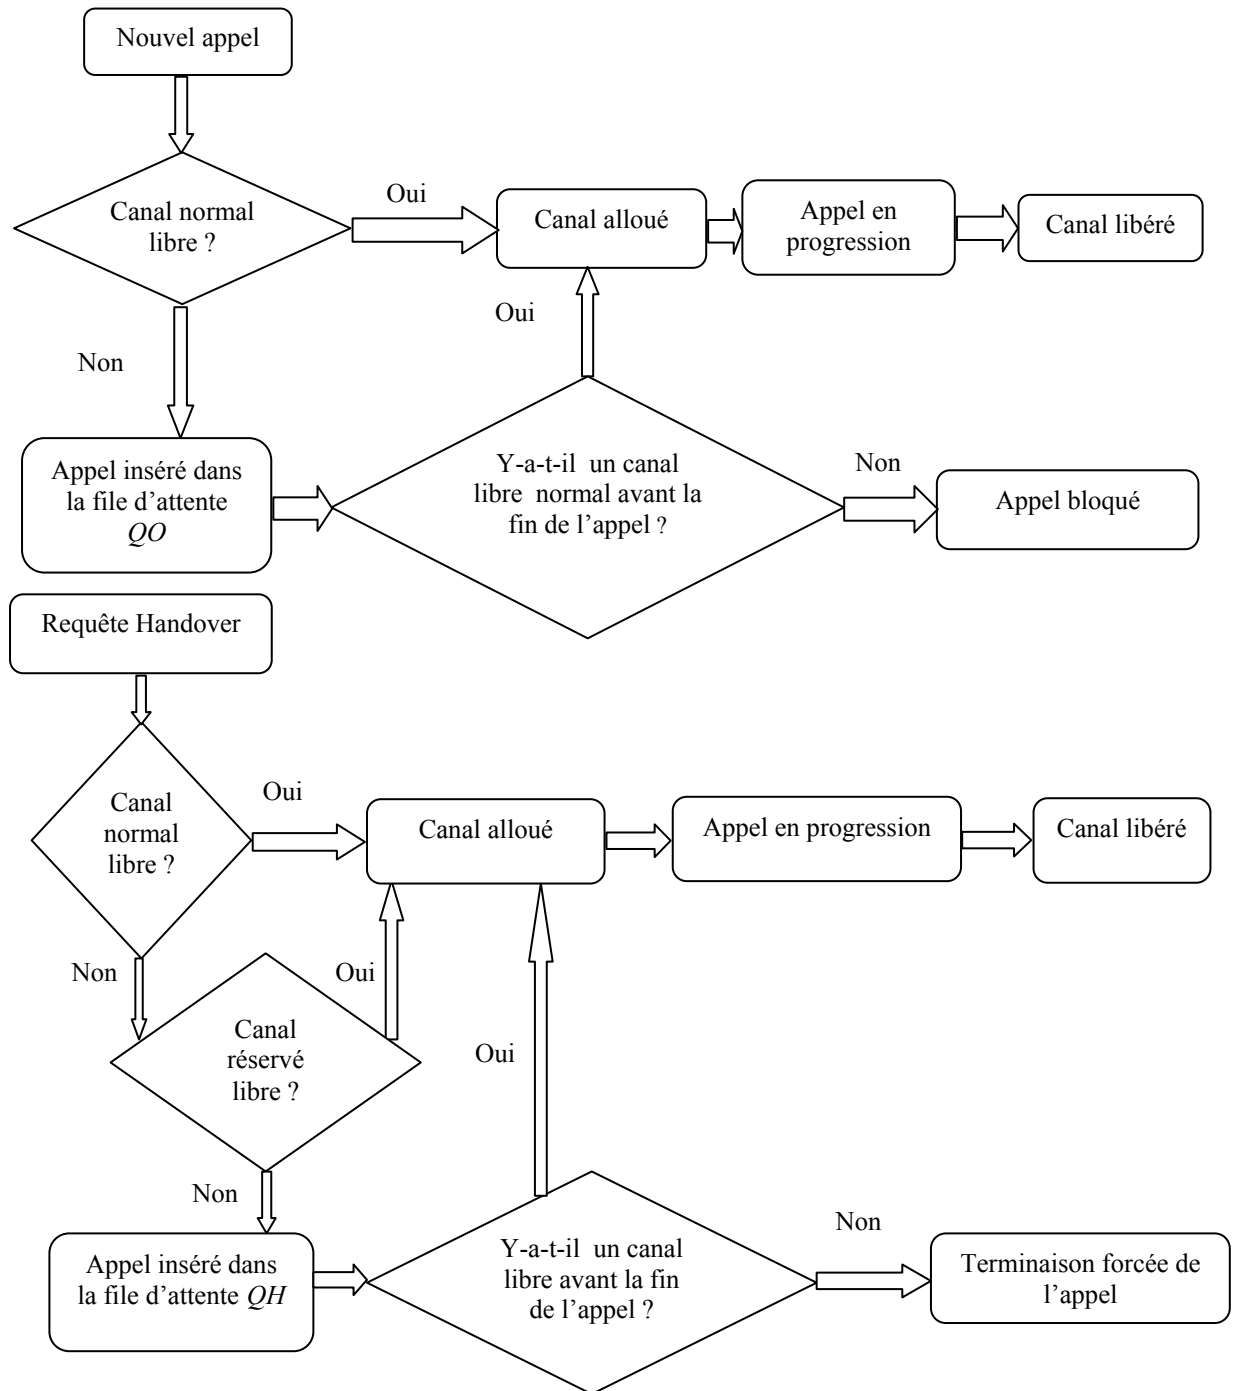 Nouvel appel
Canal normal
libre ?
Oui
Canal alloué
Appel en
progression
Canal libéré
Non
Oui
Appel inséré dans
la file d'attente
QO
Y-a-t-il un canal
libre normal avant la
fin de l'appel ?
Non
Appel bloqué
Requête Handover
Canal
normal
libre ?
Oui
Canal alloué
Appel en progression
Canal libéré
Non
Canal
réservé
libre ?
Oui
Oui
Non
Appel inséré dans
la file d'attente QH
Y-a-t-il un canal
libre avant la fin
de l'appel ?
Non
Terminaison forcée de
l'appel